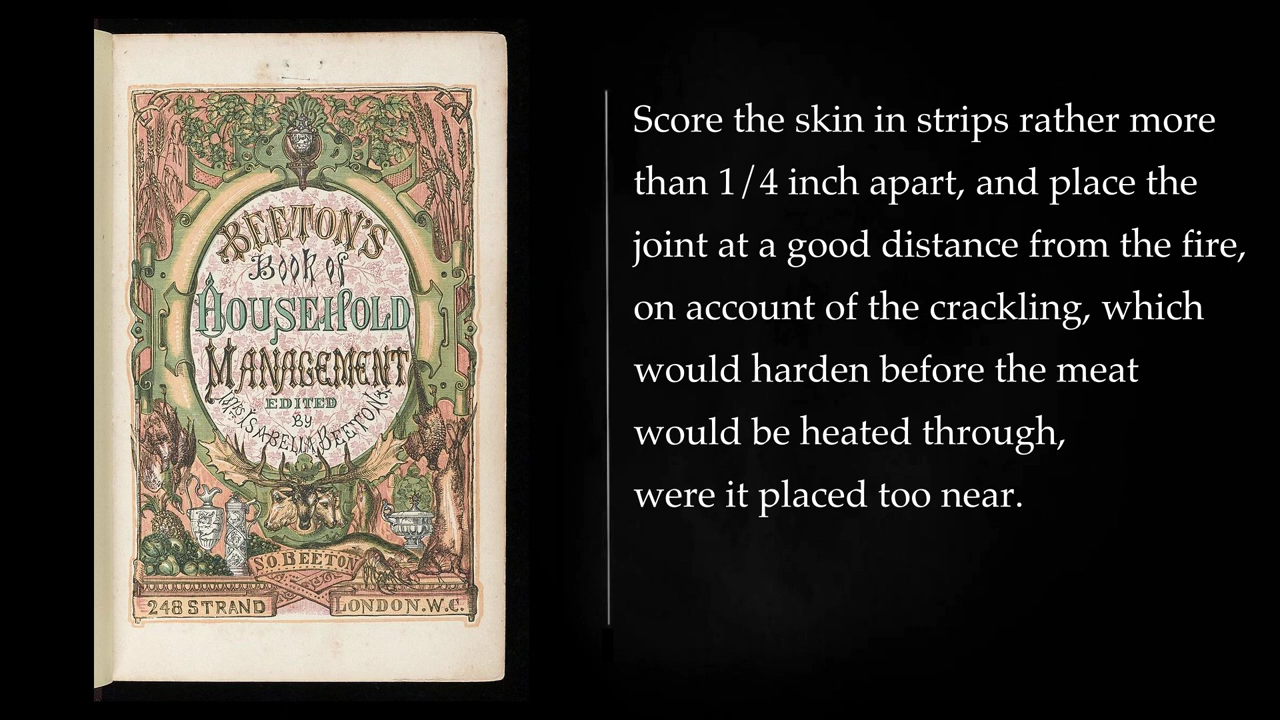 BEETON'S
Book of
HOUSEHOLD
MANAGEMENT
EDITED
BY
MRS ISABELLA BEETON
S.O. BEETON
248 STRAND
LONDON. W.C.
Score the skin in strips rather more
than 1/4 inch apart, and place the
joint at a good distance from the fire,
on account of the crackling, which
would harden before the meat
would be heated through,
were it placed too near.